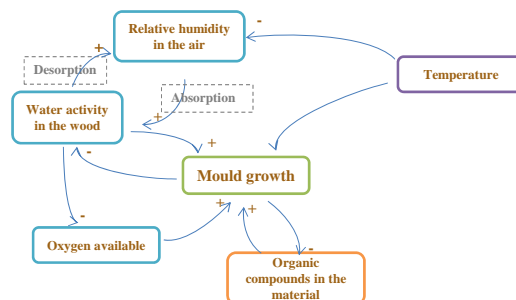 Relative humidity
in the air
-
+
Desorption
Temperature
Absorption
Water activity
in the wood
+
+
-
Mould growth
-
+
+
Oxygen available
-
Organic
compounds in the
material